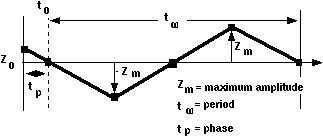 t₀ tω
Z₀ - Zₘ Zₘ
tₚ
Zₘ = maximum amplitude
tω = period
tₚ = phase